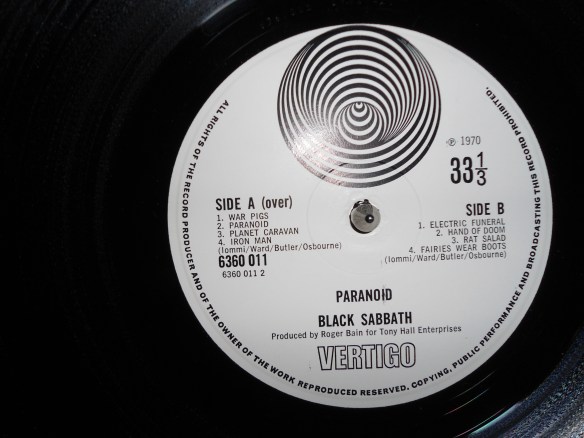 ALL RIGHTS OF THE RECORD PRODUCER AND OF THE OWNER OF THE WORK REPRODUCED RESERVED. COPYING, PUBLIC PERFORMANCE AND BROADCASTING THIS RECORD PROHIBITED.
℗ 1970
33 1/3
SIDE A (over)
1. WAR PIGS
2. PARANOID
3. PLANET CARAVAN
4. IRON MAN
(Iommi/Ward/Butler/Osbourne)
6360 011
6360 011 2
SIDE B
1. ELECTRIC FUNERAL
2. HAND OF DOOM
3. RAT SALAD
4. FAIRIES WEAR BOOTS
(Iommi/Ward/Butler/Osbourne)
PARANOID
BLACK SABBATH
Produced by Roger Bain for Tony Hall Enterprises
VERTIGO